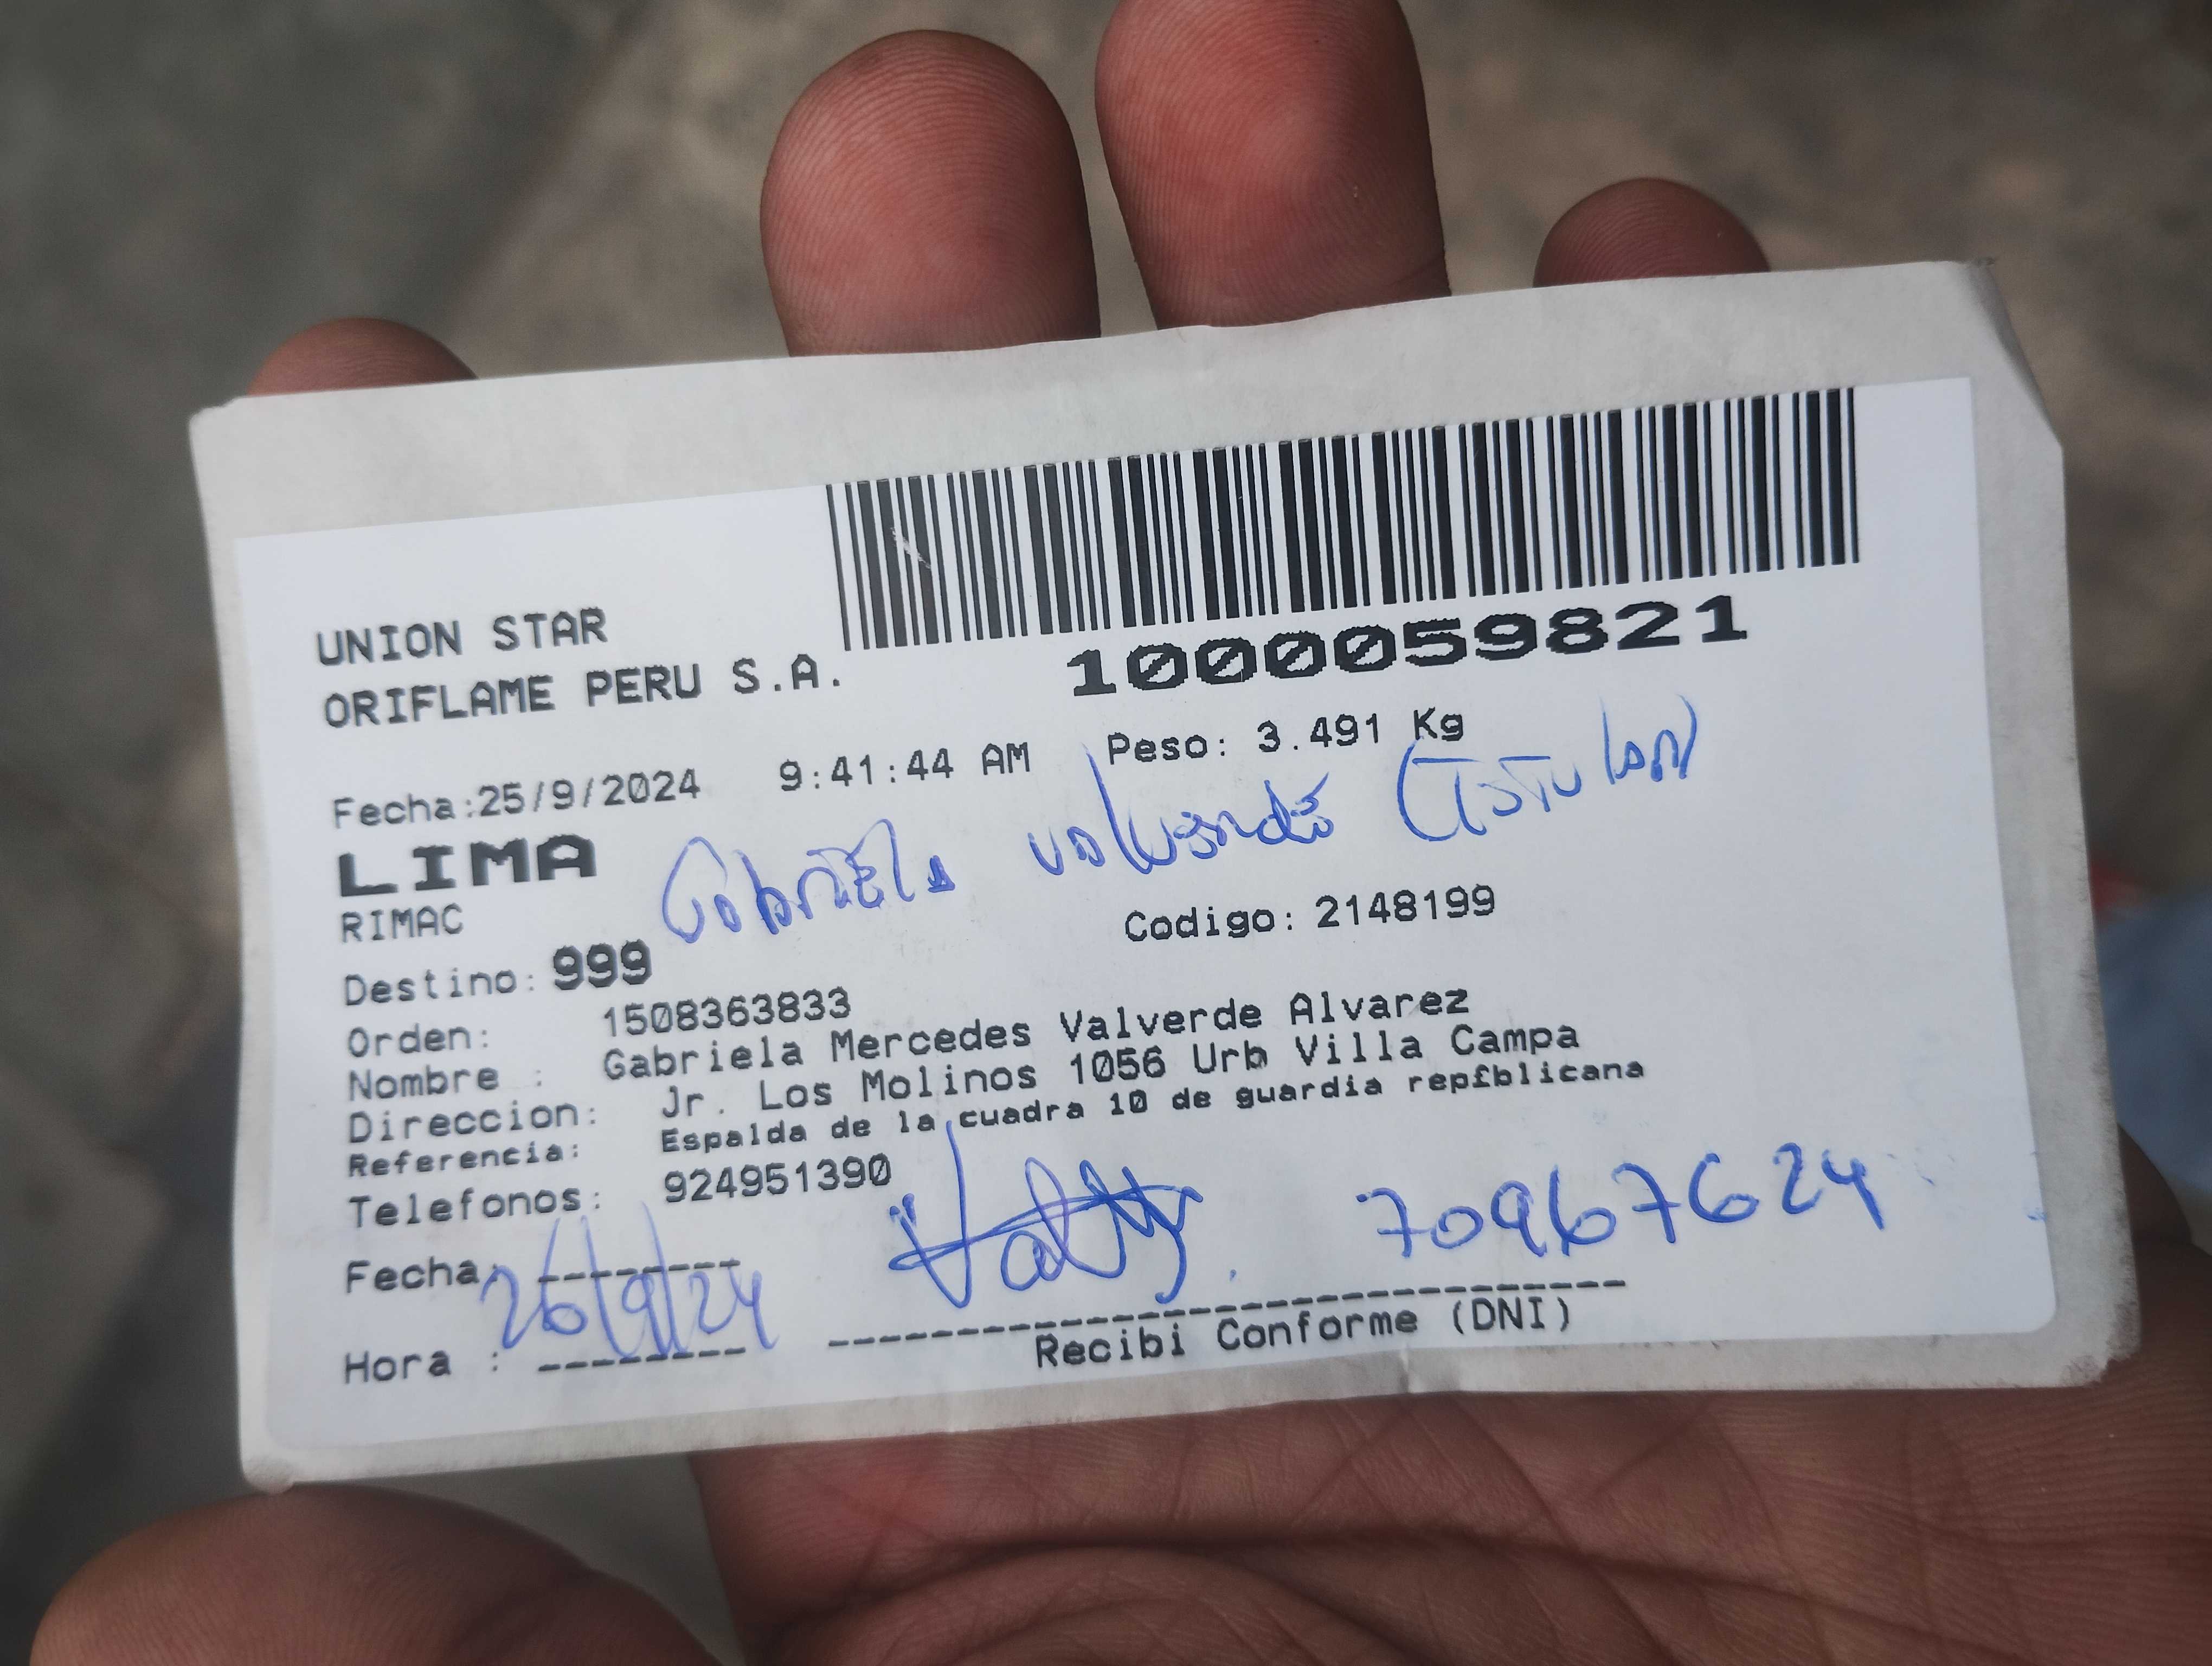 UNION STAR
ORIFLAME PERU S.A.
1000059821
Fecha:25/9/2024 9:41:44 AM Peso: 3.491 Kg
LIMA
Gabriela valverde (Titular)
RIMAC
Destino: 999 Codigo: 2148199
Orden: 1508363833
Nombre : Gabriela Mercedes Valverde Alvarez
Direccion: Jr. Los Molinos 1056 Urb Villa Campa
Referencia: Espalda de la cuadra 10 de guardia rep£blicana
Telefonos: 924951390
Fecha: 26/9/24 70967624
Hora :
Recibi Conforme (DNI)